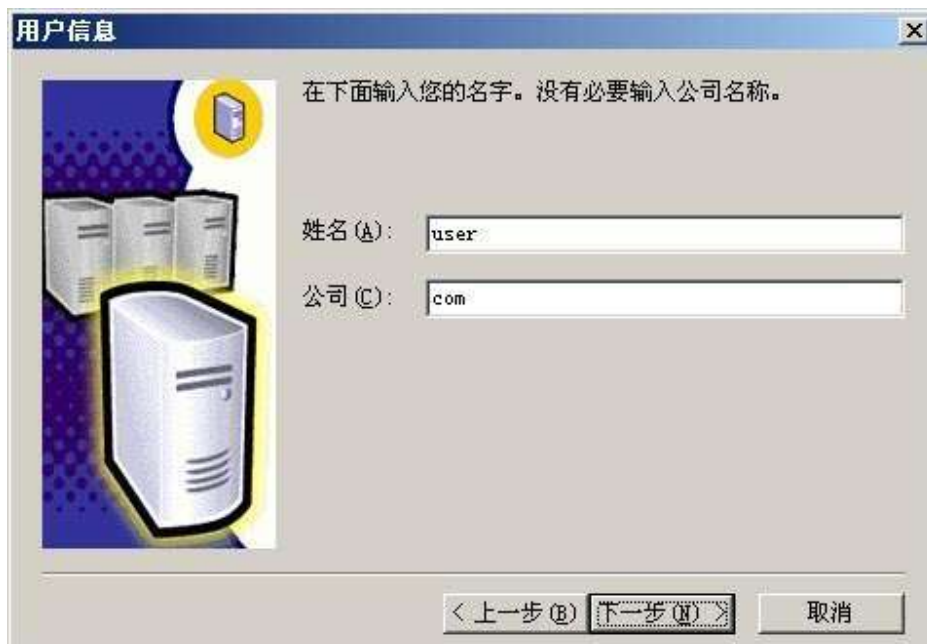 用户信息
在下面输入您的名字。没有必要输入公司名称。
姓名(A): user
公司(C): com
< 上一步(B) 下一步(N) > 取消